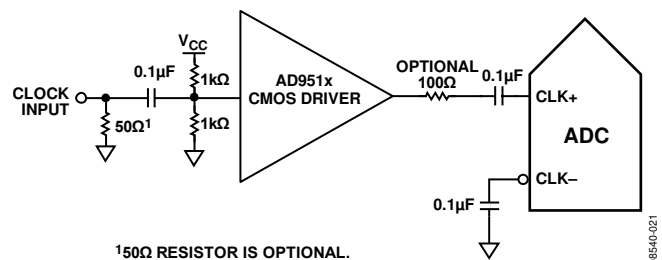 V_CC
0.1µF
1kΩ
CLOCK
INPUT
50Ω¹
1kΩ
AD951x
CMOS DRIVER
OPTIONAL
100Ω
0.1µF
CLK+
ADC
CLK–
0.1µF
¹50Ω RESISTOR IS OPTIONAL.
8540-021